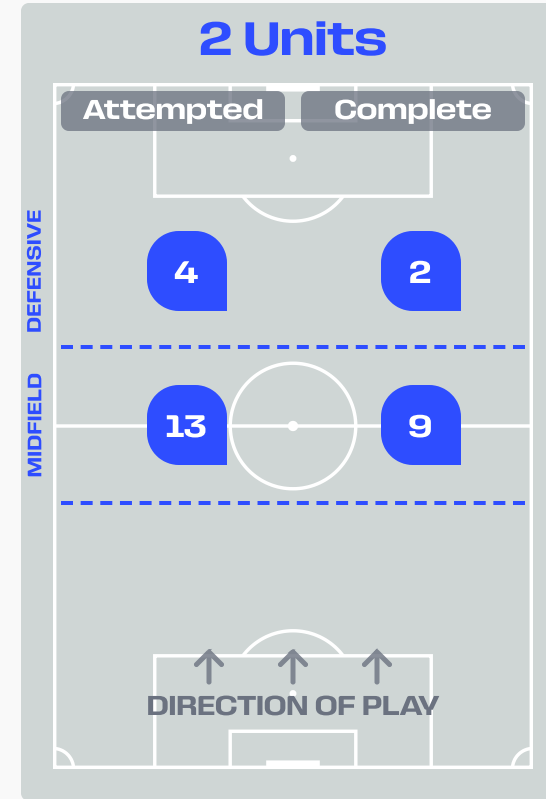 2 Units
Attempted Complete
DEFENSIVE
4 2
MIDFIELD
13 9
DIRECTION OF PLAY